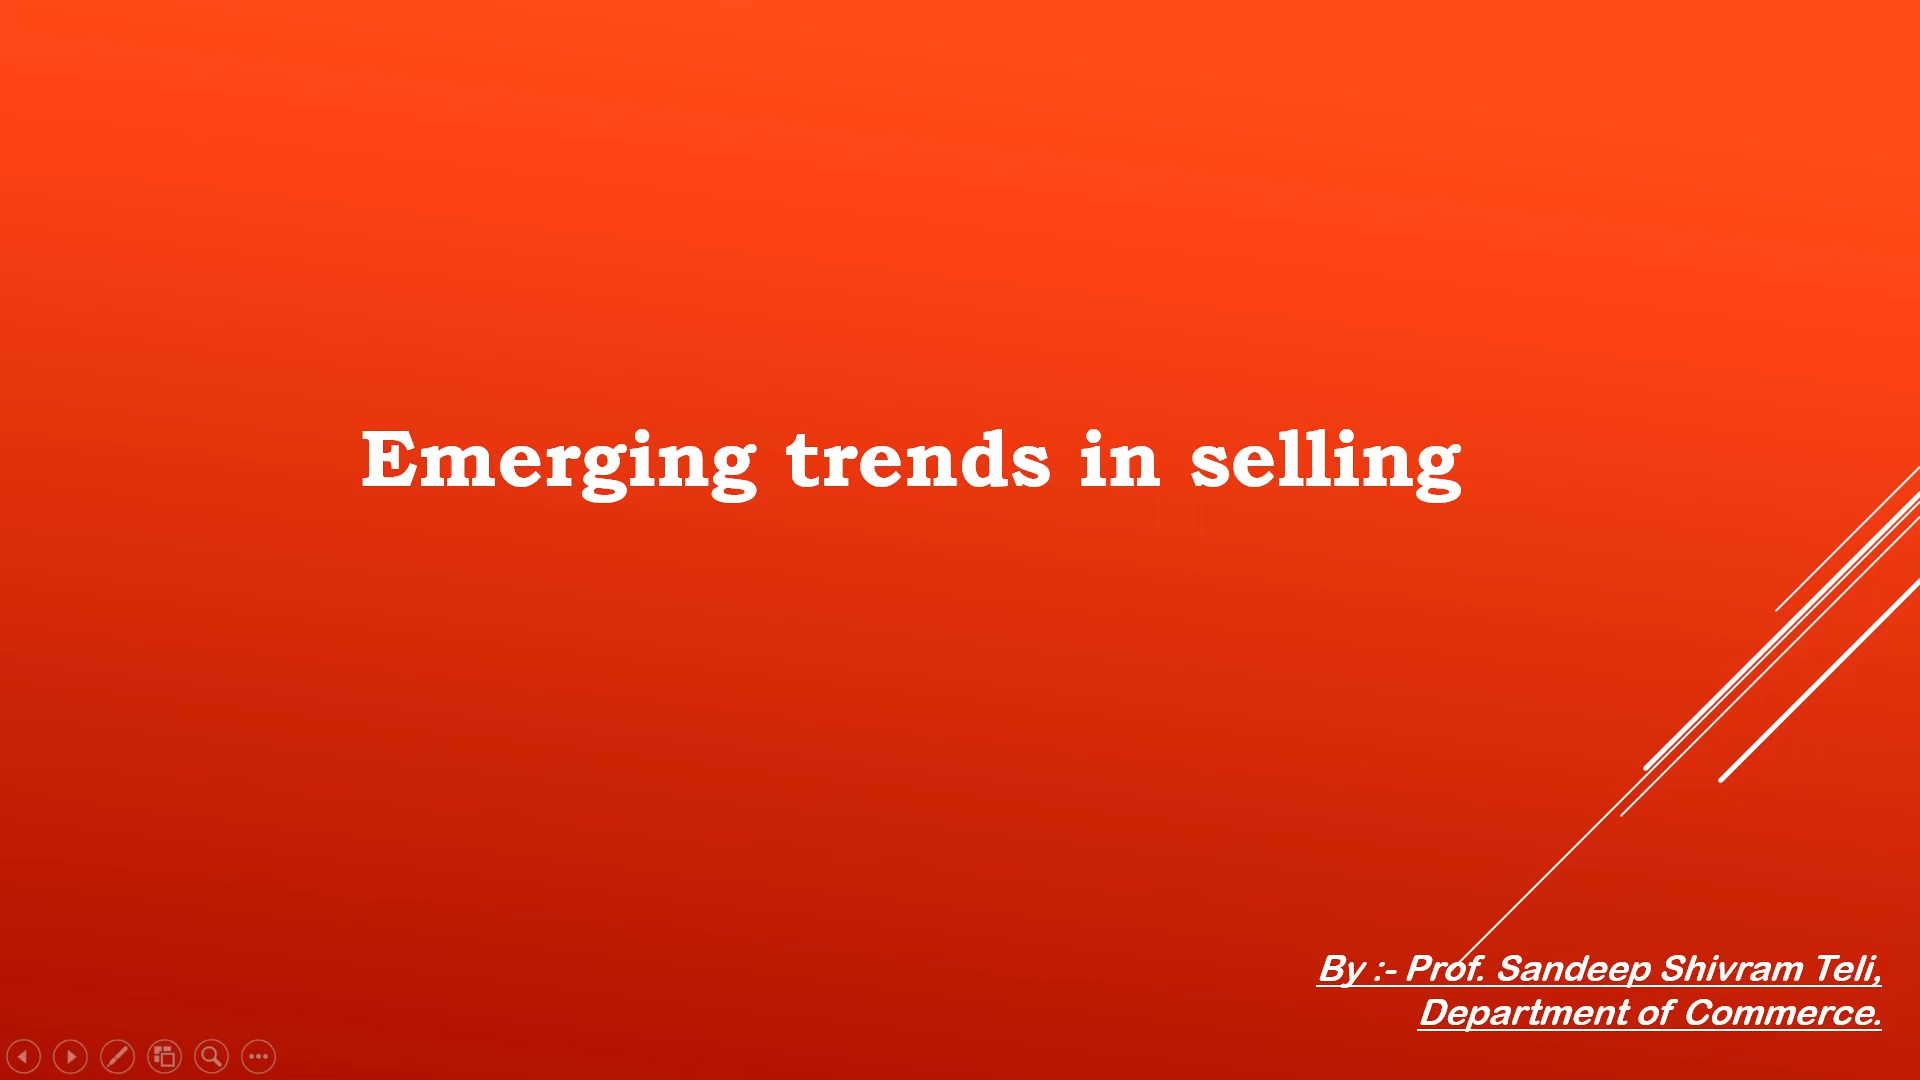 Emerging trends in selling
By :- Prof. Sandeep Shivram Teli,
Department of Commerce.